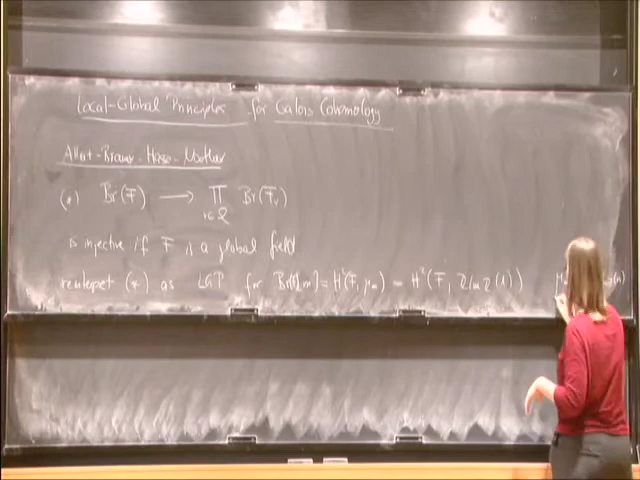 Local-Global Principles for Galois Cohomology
Albert-Brauer-Hasse-Noether
(*) Br(F) → ∏ Br(F_v)
v∈Ω
is injective if F is a global field
reinterpret (*) as LGP for Br(F)[m] = H²(F, μ_m) = H²(F, Z/mZ(1))